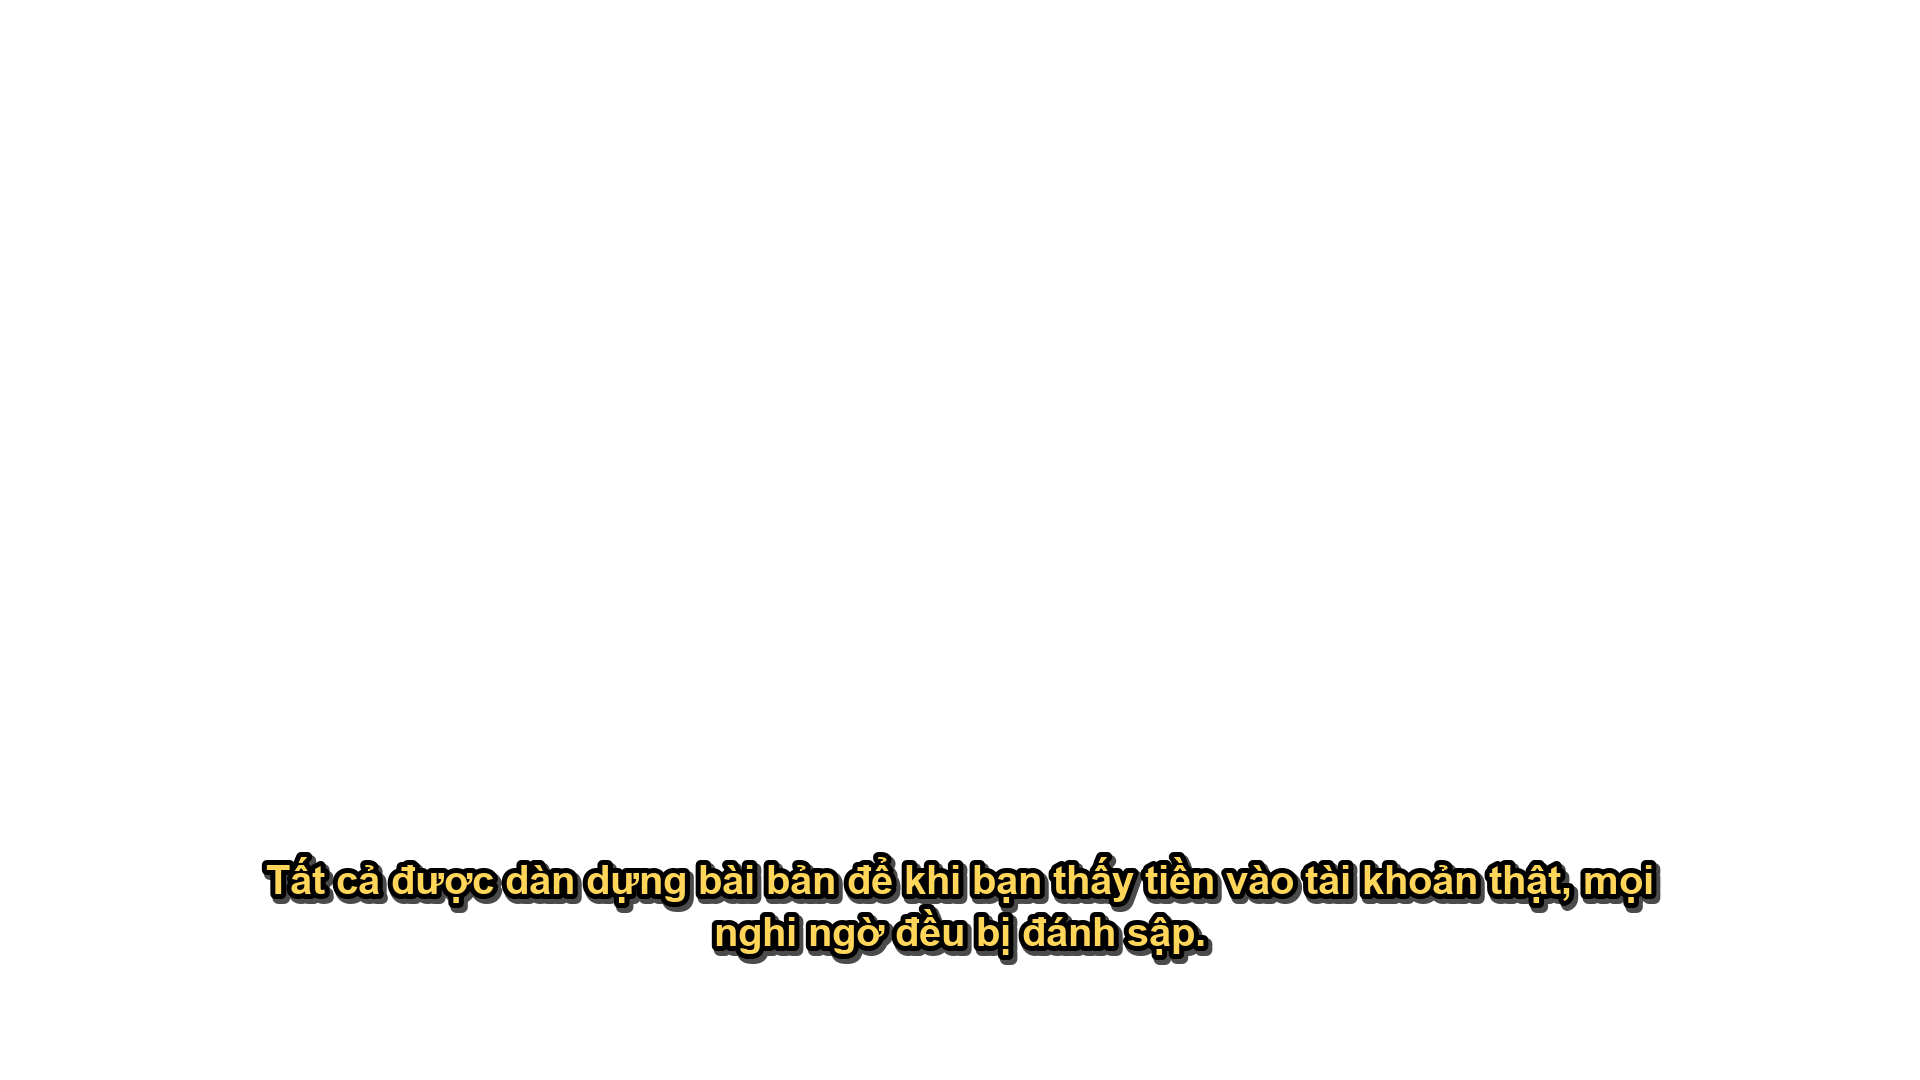 Tất cả được dàn dựng bài bản để khi bạn thấy tiền vào tài khoản thật, mọi
nghi ngờ đều bị đánh sập.